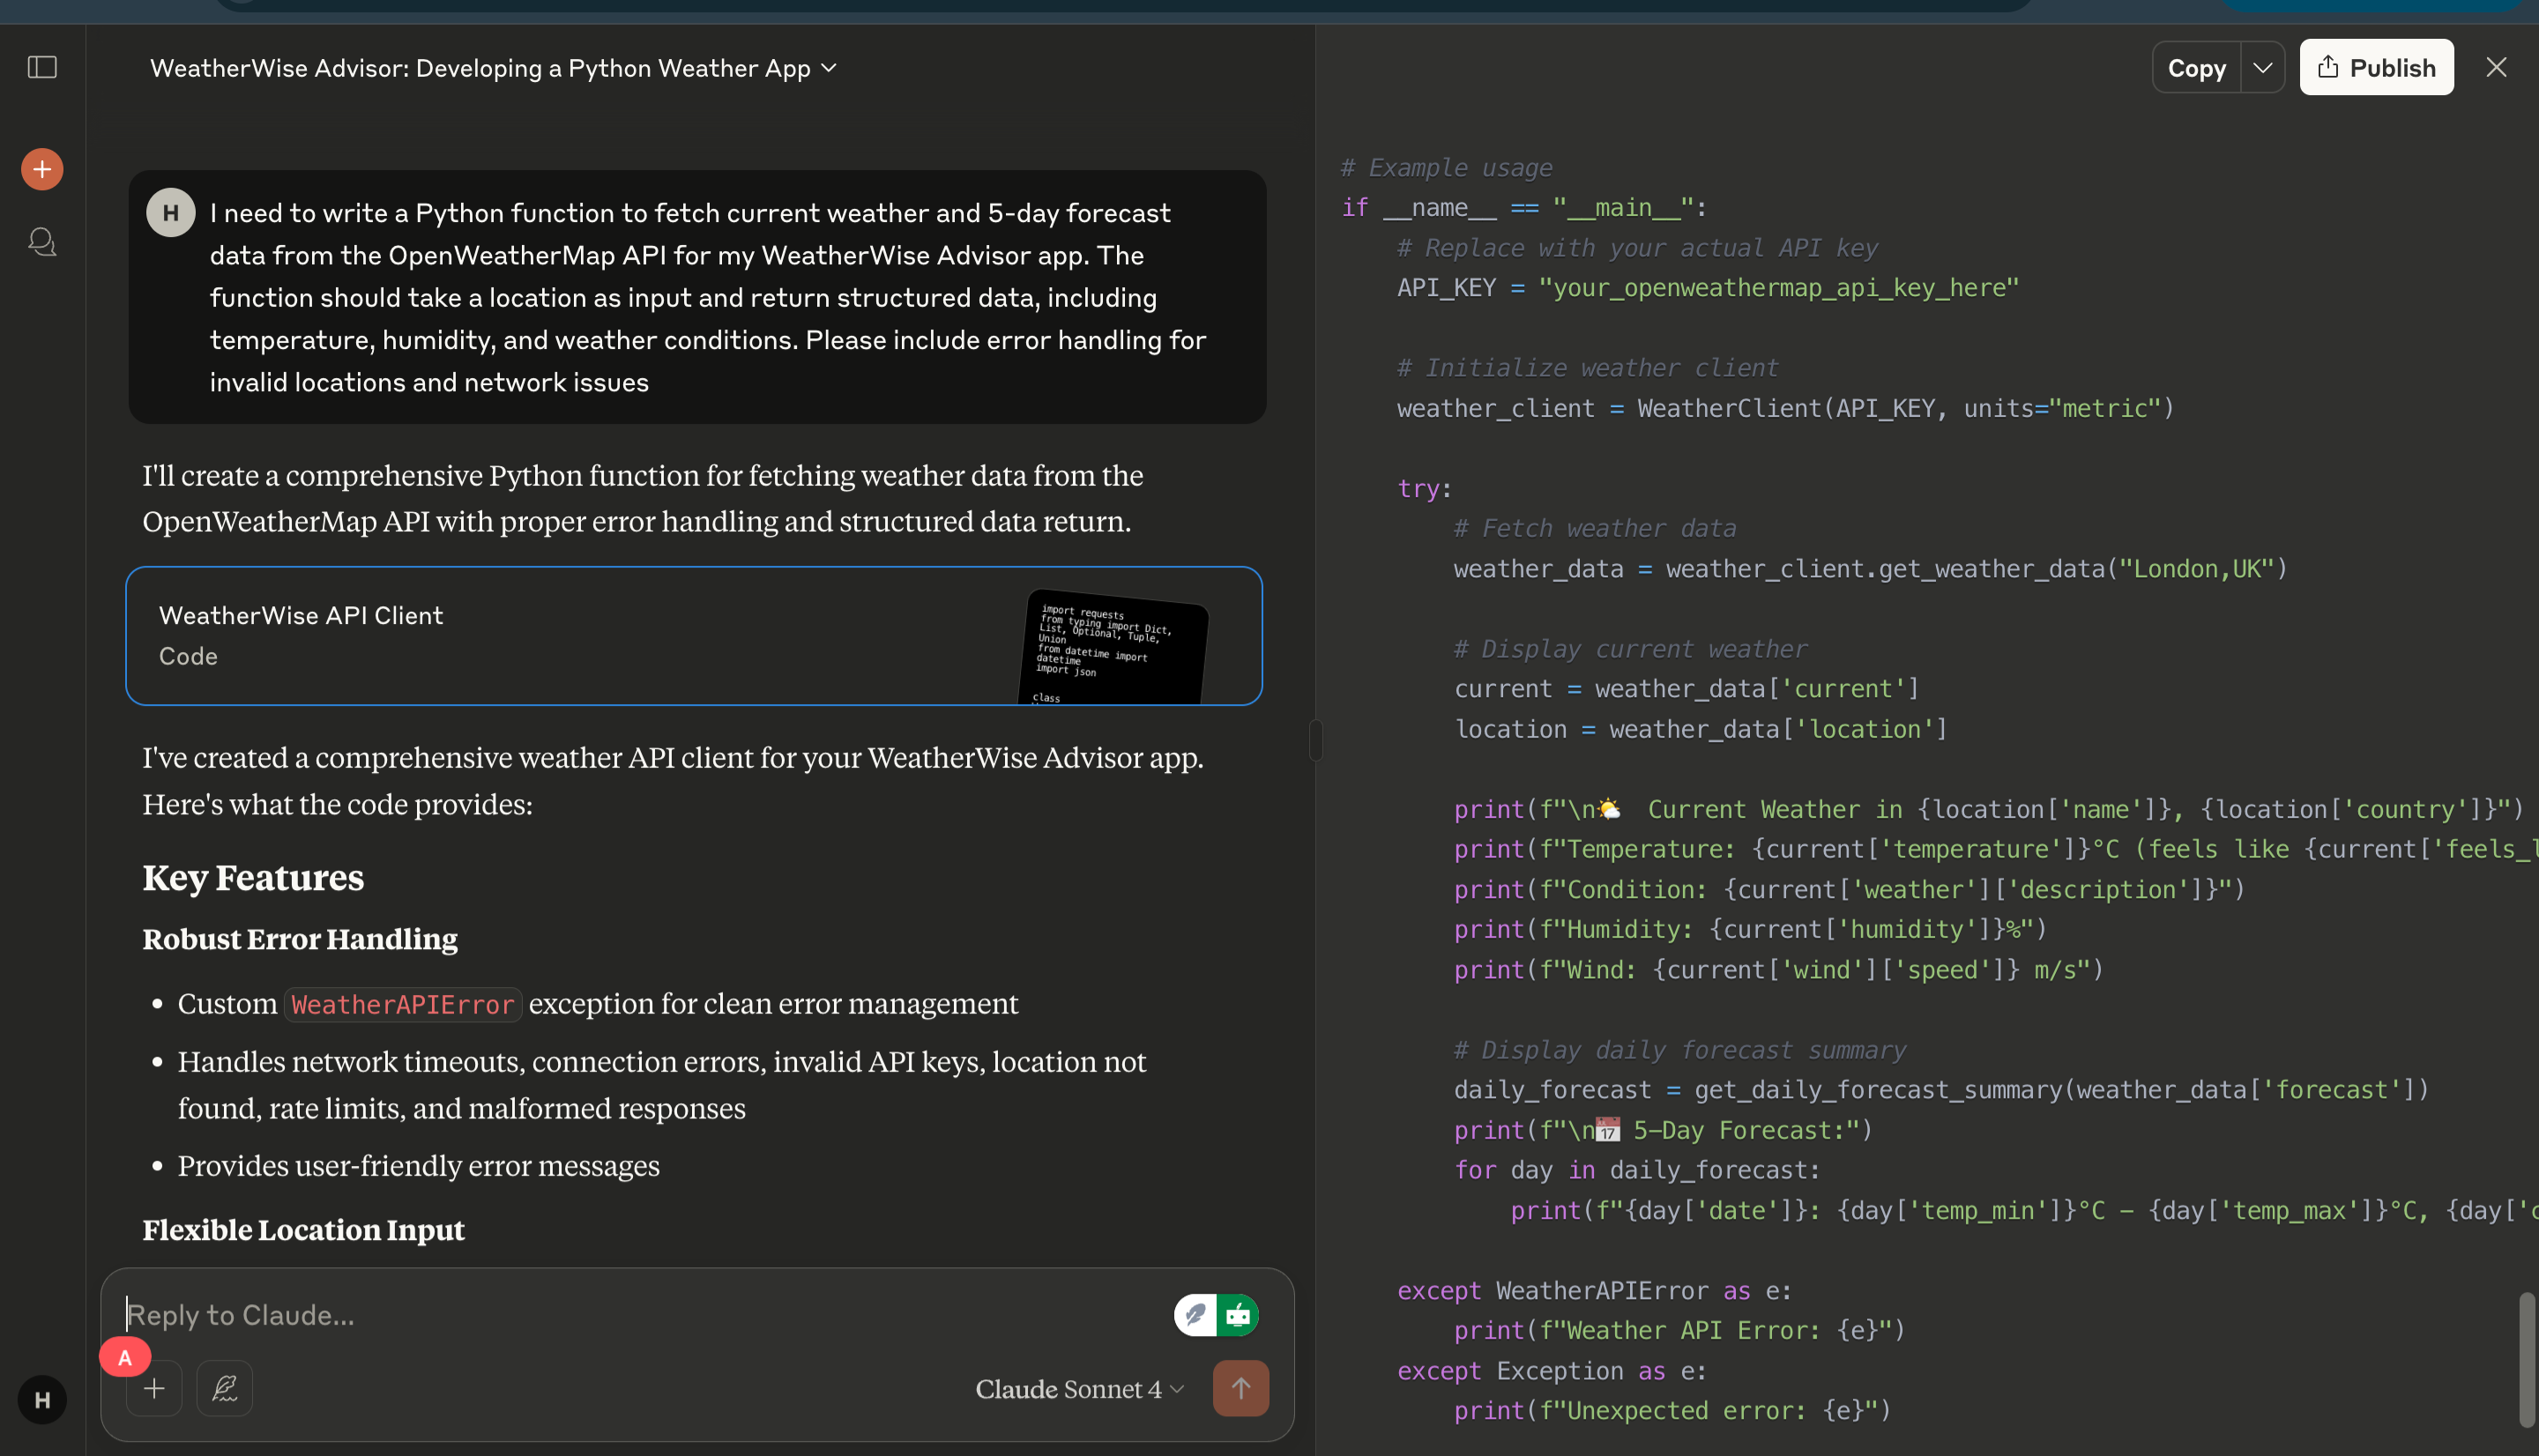 WeatherWise Advisor: Developing a Python Weather App
H
I need to write a Python function to fetch current weather and 5-day forecast
data from the OpenWeatherMap API for my WeatherWise Advisor app. The
function should take a location as input and return structured data, including
temperature, humidity, and weather conditions. Please include error handling for
invalid locations and network issues
I'll create a comprehensive Python function for fetching weather data from the
OpenWeatherMap API with proper error handling and structured data return.
WeatherWise API Client
Code
import requests
from typing import Dict,
List, Optional, Tuple,
Union
from datetime import
datetime
import json
class
I've created a comprehensive weather API client for your WeatherWise Advisor app.
Here's what the code provides:
Key Features
Robust Error Handling
• Custom WeatherAPIError exception for clean error management
• Handles network timeouts, connection errors, invalid API keys, location not
found, rate limits, and malformed responses
• Provides user-friendly error messages
Flexible Location Input
Reply to Claude...
A
Claude Sonnet 4
H
Copy
Publish
# Example usage
if __name__ == "__main__":
    # Replace with your actual API key
    API_KEY = "your_openweathermap_api_key_here"
    # Initialize weather client
    weather_client = WeatherClient(API_KEY, units="metric")
    try:
        # Fetch weather data
        weather_data = weather_client.get_weather_data("London,UK")
        # Display current weather
        current = weather_data['current']
        location = weather_data['location']
        print(f"\n🌤️ Current Weather in {location['name']}, {location['country']}")
        print(f"Temperature: {current['temperature']}°C (feels like {current['feels_l
        print(f"Condition: {current['weather']['description']}")
        print(f"Humidity: {current['humidity']}%")
        print(f"Wind: {current['wind']['speed']} m/s")
        # Display daily forecast summary
        daily_forecast = get_daily_forecast_summary(weather_data['forecast'])
        print(f"\n📅 5-Day Forecast:")
        for day in daily_forecast:
            print(f"{day['date']}: {day['temp_min']}°C - {day['temp_max']}°C, {day['c
    except WeatherAPIError as e:
        print(f"Weather API Error: {e}")
    except Exception as e:
        print(f"Unexpected error: {e}")